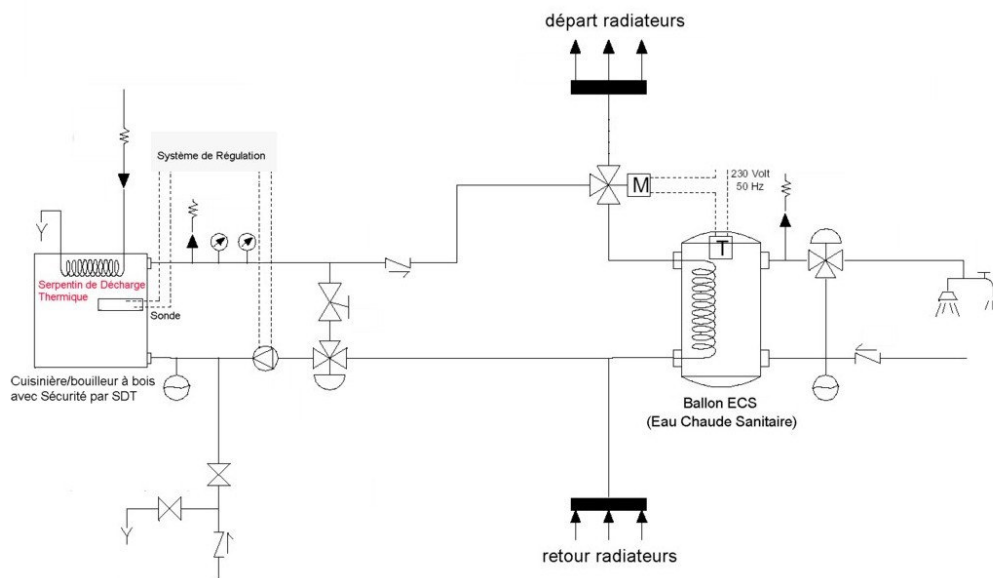 départ radiateurs
Système de Régulation
230 Volt
50 Hz
M
T
Serpentin de Décharge
Thermique
Sonde
Cuisinière/bouilleur à bois
avec Sécurité par SDT
Ballon ECS
(Eau Chaude Sanitaire)
retour radiateurs